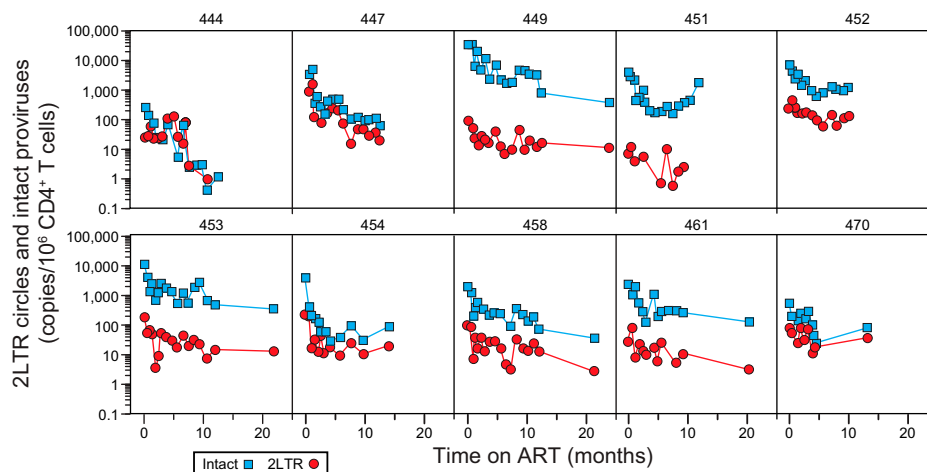 444 447 449 451 452
2LTR circles and intact proviruses
(copies/10⁶ CD4⁺ T cells)
100,000
10,000
1,000
100
10
1
0.1
453 454 458 461 470
100,000
10,000
1,000
100
10
1
0.1
0 10 20 0 10 20 0 10 20 0 10 20 0 10 20
Time on ART (months)
Intact 2LTR